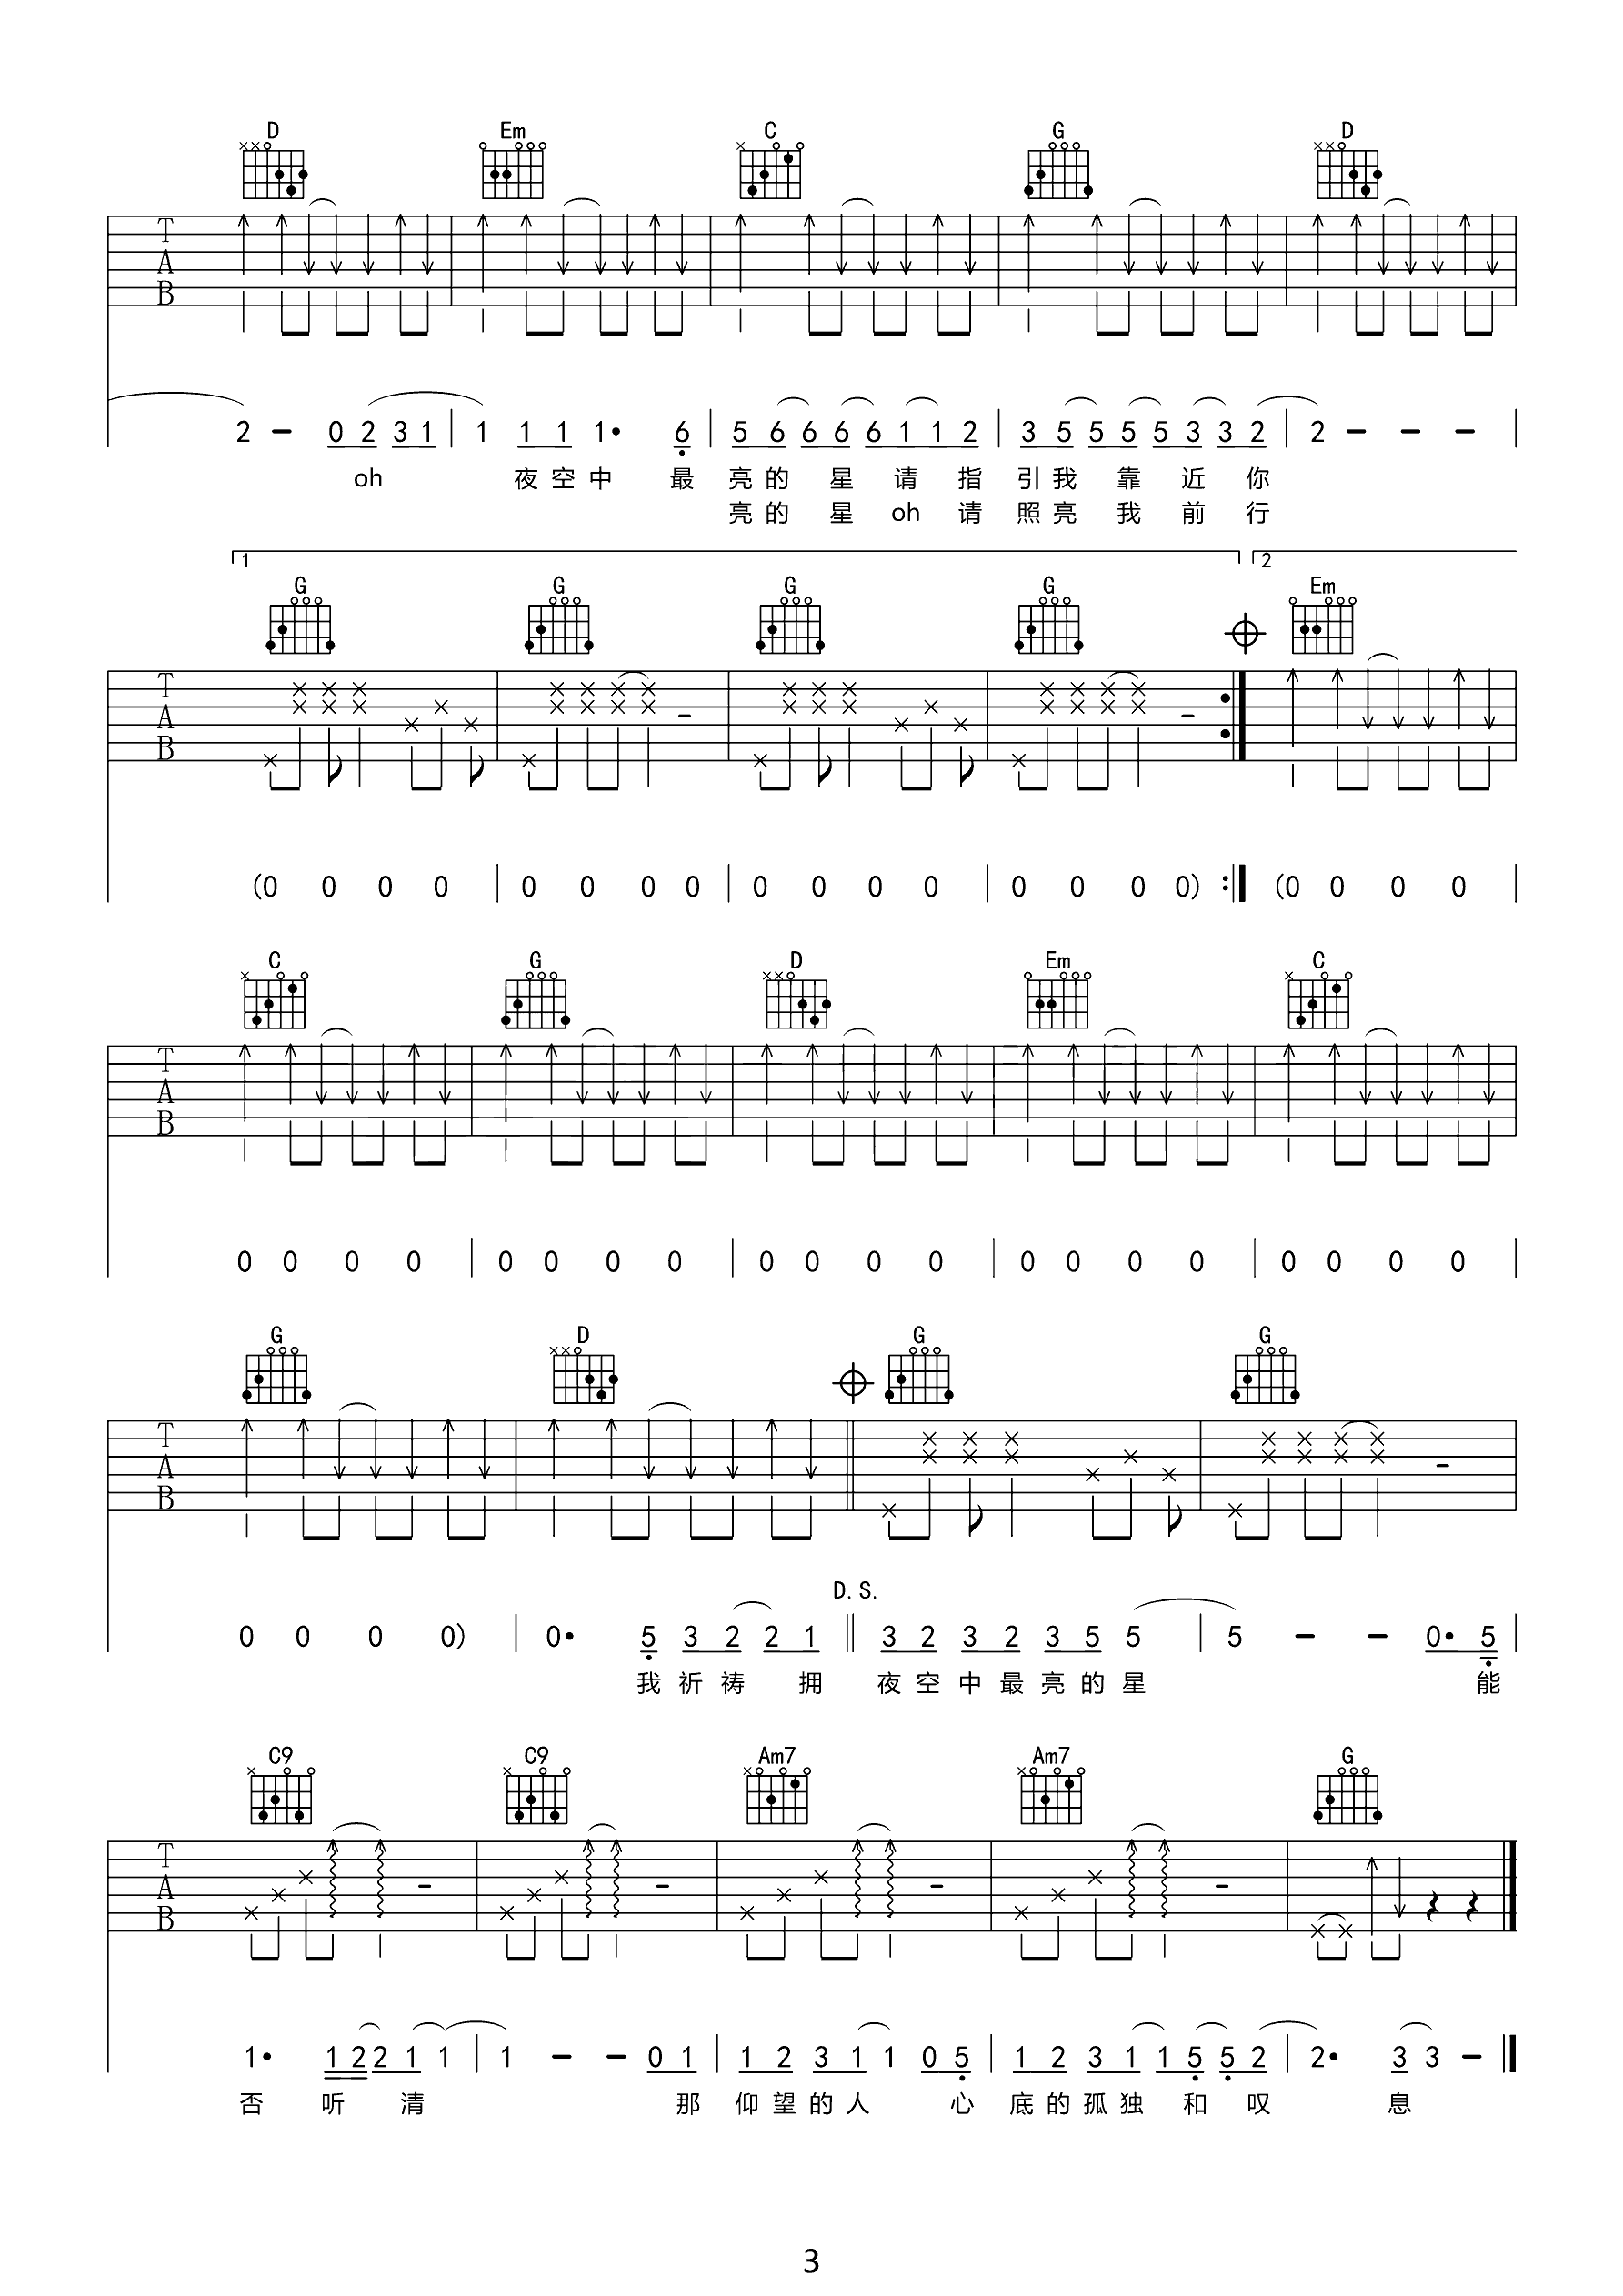 D Em C G D
T A B
2 – 0 2 3 1 | 1 1 1 1• 6 | 5 6 6 6 6 1 1 2 | 3 5 5 5 5 3 3 2 | 2 – – – |
oh 夜 空 中 最 亮 的 星 请 指 引 我 靠 近 你
亮 的 星 oh 请 照 亮 我 前 行
1 2
G G G G Em
T A B
(0 0 0 0 | 0 0 0 0 | 0 0 0 0 | 0 0 0 0) :| (0 0 0 0 |
C G D Em C
T A B
0 0 0 0 | 0 0 0 0 | 0 0 0 0 | 0 0 0 0 | 0 0 0 0 |
G D G G
T A B
D.S.
0 0 0 0) | 0• 5 3 2 2 1 || 3 2 3 2 3 5 5 | 5 – – 0• 5 |
我 祈 祷 拥 夜 空 中 最 亮 的 星 能
C9 C9 Am7 Am7 G
T A B
1• 1 2 2 1 1 | 1 – – 0 1 | 1 2 3 1 1 0 5 | 1 2 3 1 1 5 5 2 | 2• 3 3 – |
否 听 清 那 仰 望 的 人 心 底 的 孤 独 和 叹 息
3